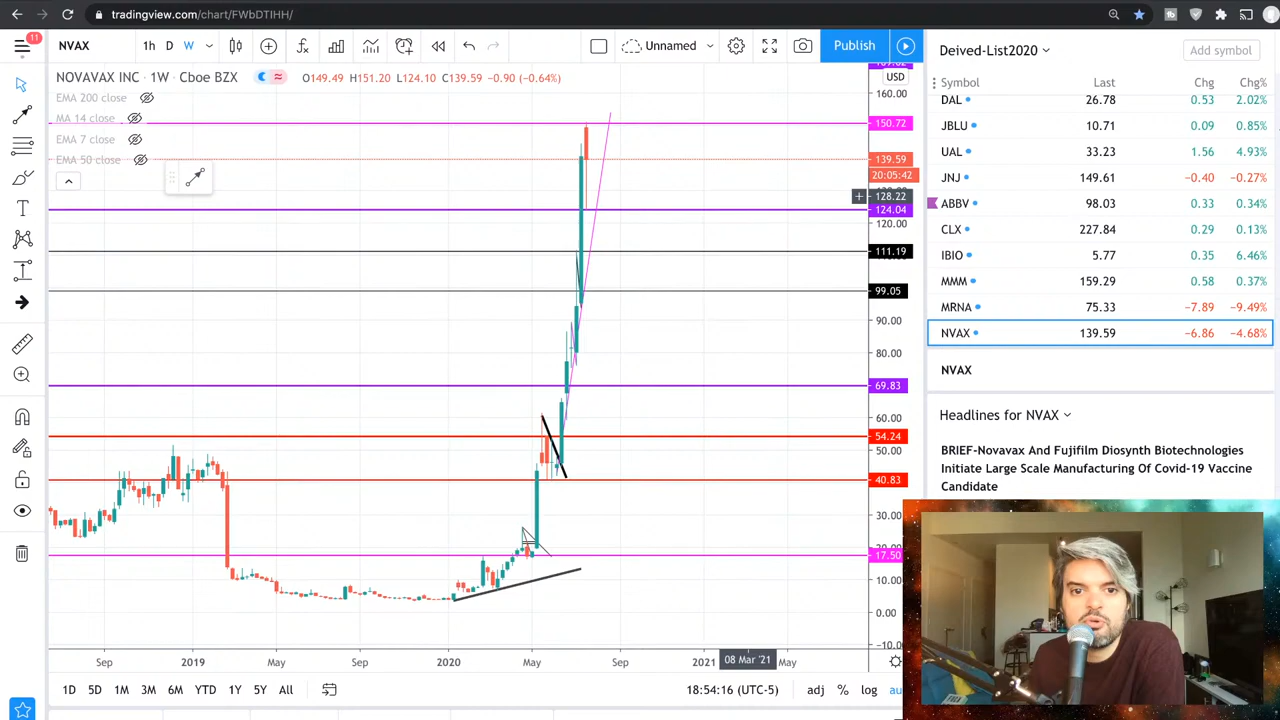 tradingview.com/chart/FWbDTIHH/
11
NVAX
1h D W
Unnamed
Publish
NOVAVAX INC · 1W · Cboe BZX
O149.49 H151.20 L124.10 C139.59 −0.90 (−0.64%)
EMA 200 close
MA 14 close
EMA 7 close
EMA 50 close
USD
160.00
150.72
139.59
20:05:42
128.22
124.04
120.00
111.19
99.05
90.00
80.00
69.83
60.00
54.24
50.00
40.83
30.00
17.50
10.00
0.00
−10.00
Sep 2019 May Sep 2020 May Sep 2021 08 Mar '21 May
1D 5D 1M 3M 6M YTD 1Y 5Y All
18:54:16 (UTC-5) adj % log
Deived-List2020
Add symbol
Symbol Last Chg Chg%
DAL 26.78 0.53 2.02%
JBLU 10.71 0.09 0.85%
UAL 33.23 1.56 4.93%
JNJ 149.61 −0.40 −0.27%
ABBV 98.03 0.33 0.34%
CLX 227.84 0.29 0.13%
IBIO 5.77 0.35 6.46%
MMM 159.29 0.58 0.37%
MRNA 75.33 −7.89 −9.49%
NVAX 139.59 −6.86 −4.68%
NVAX
Headlines for NVAX
BRIEF-Novavax And Fujifilm Diosynth Biotechnologies
Initiate Large Scale Manufacturing Of Covid-19 Vaccine
Candidate